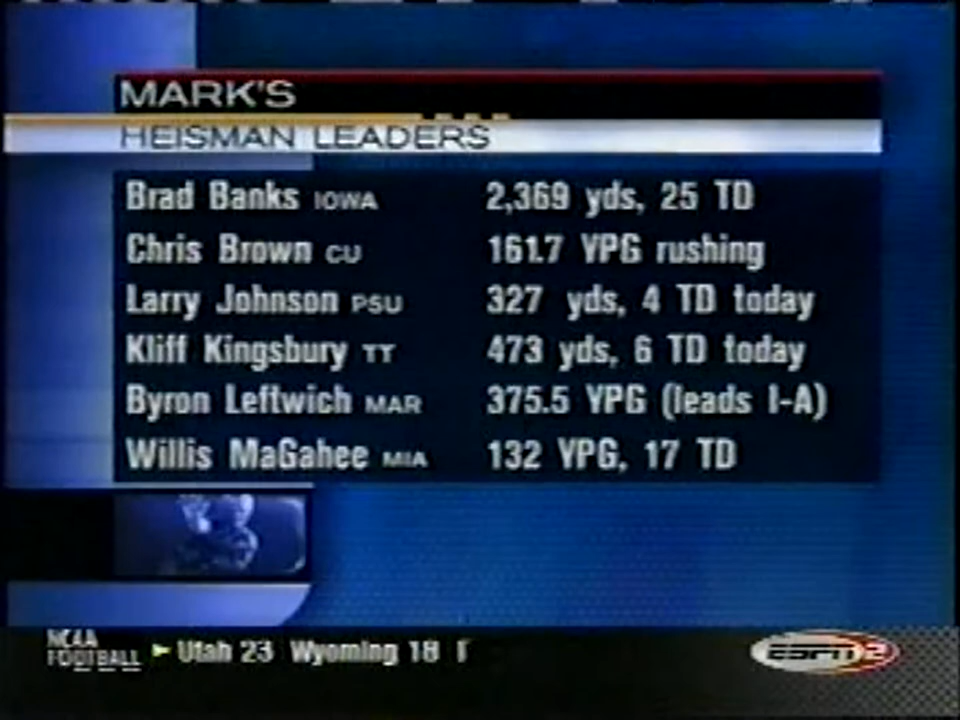 MARK'S
HEISMAN LEADERS
Brad Banks IOWA 2,369 yds, 25 TD
Chris Brown CU 161.7 YPG rushing
Larry Johnson PSU 327 yds, 4 TD today
Kliff Kingsbury TT 473 yds, 6 TD today
Byron Leftwich MAR 375.5 YPG (leads I-A)
Willis MaGahee MIA 132 YPG, 17 TD
NCAA
FOOTBALL
Utah 23 Wyoming 18 F
ESPN2